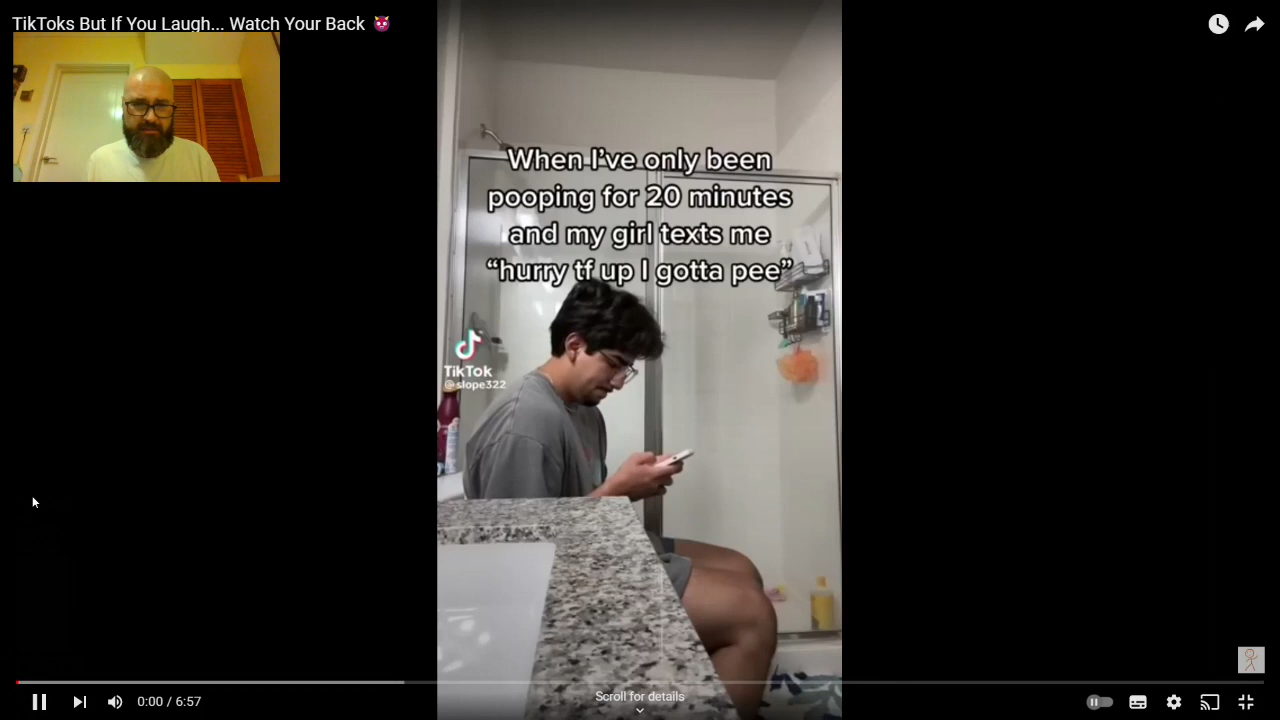 TikToks But If You Laugh... Watch Your Back 😈
When I've only been
pooping for 20 minutes
and my girl texts me
“hurry tf up I gotta pee”
TikTok
@slope322
0:00 / 6:57
Scroll for details